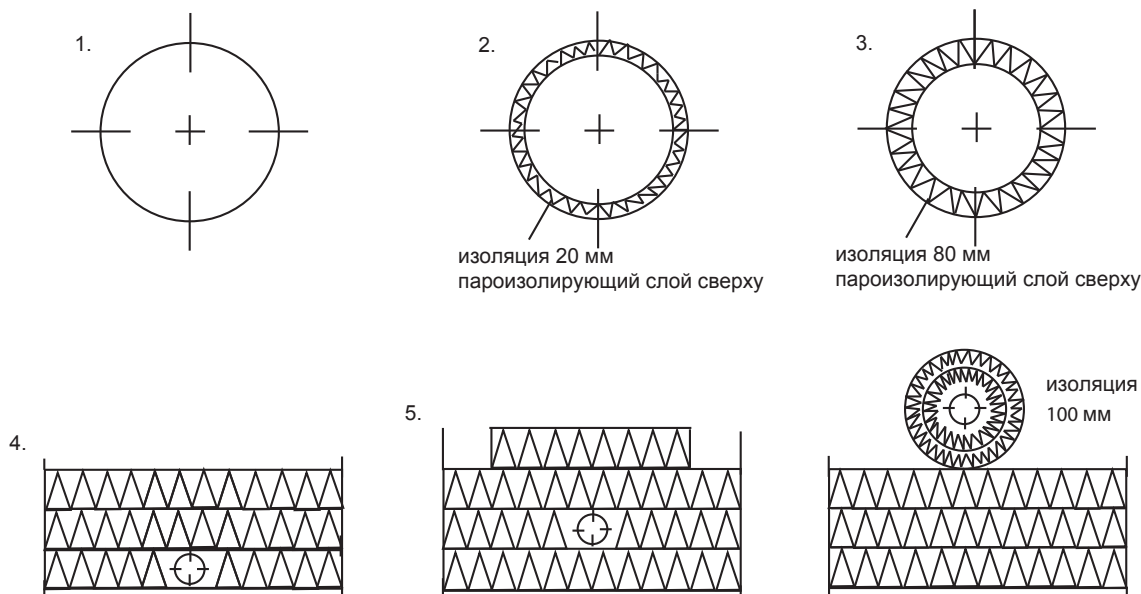 1.
2.
3.
изоляция 20 мм
пароизолирующий слой сверху
изоляция 80 мм
пароизолирующий слой сверху
4.
5.
изоляция
100 мм